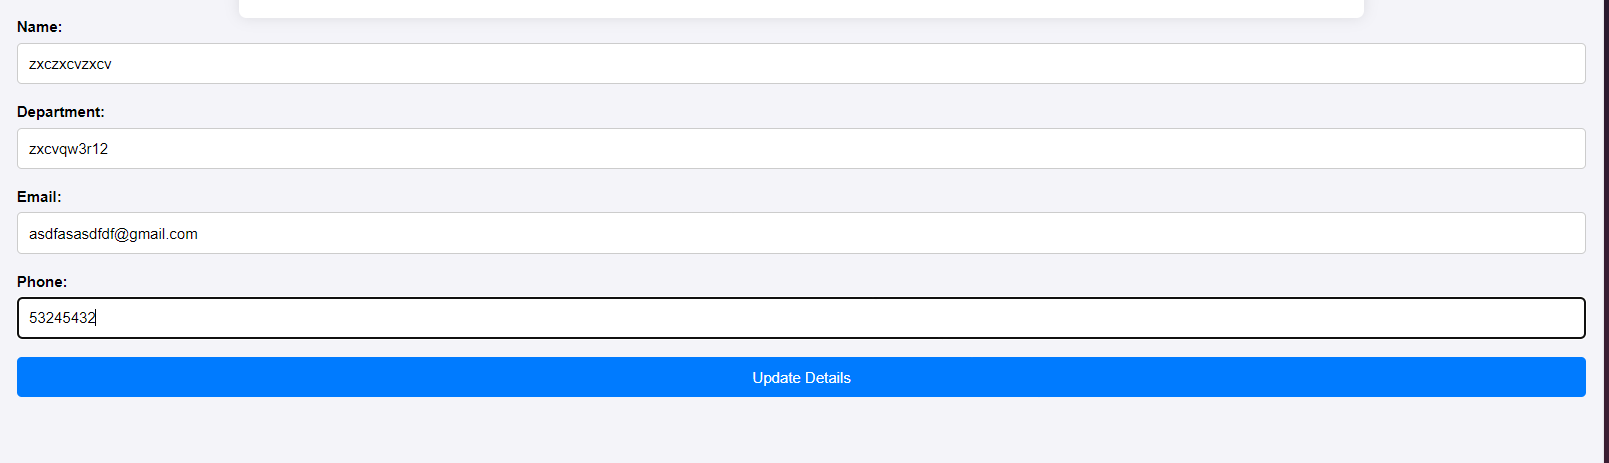 Name:
zxczxcvzxcv
Department:
zxcvqw3r12
Email:
asdfasasdfdf@gmail.com
Phone:
53245432
Update Details